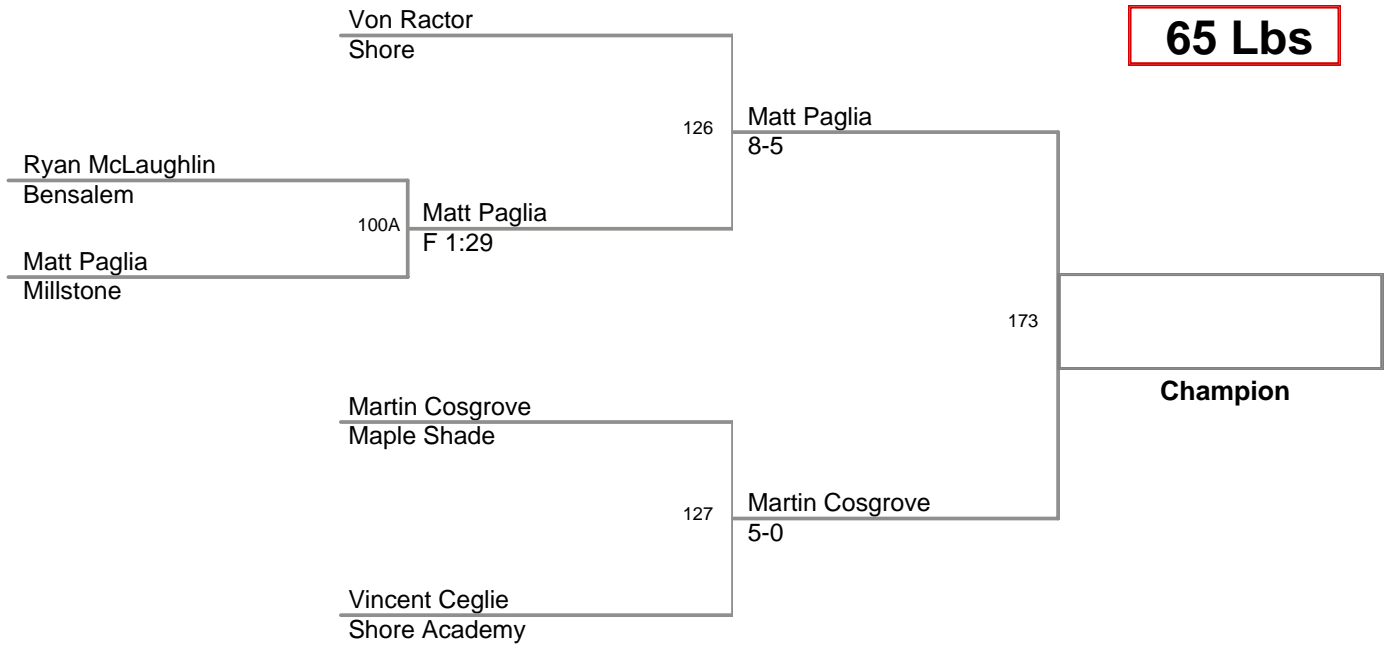 Von Ractor
Shore
65 Lbs
126
Matt Paglia
8-5
Ryan McLaughlin
Bensalem
100A
Matt Paglia
F 1:29
Matt Paglia
Millstone
173
Champion
Martin Cosgrove
Maple Shade
127
Martin Cosgrove
5-0
Vincent Ceglie
Shore Academy